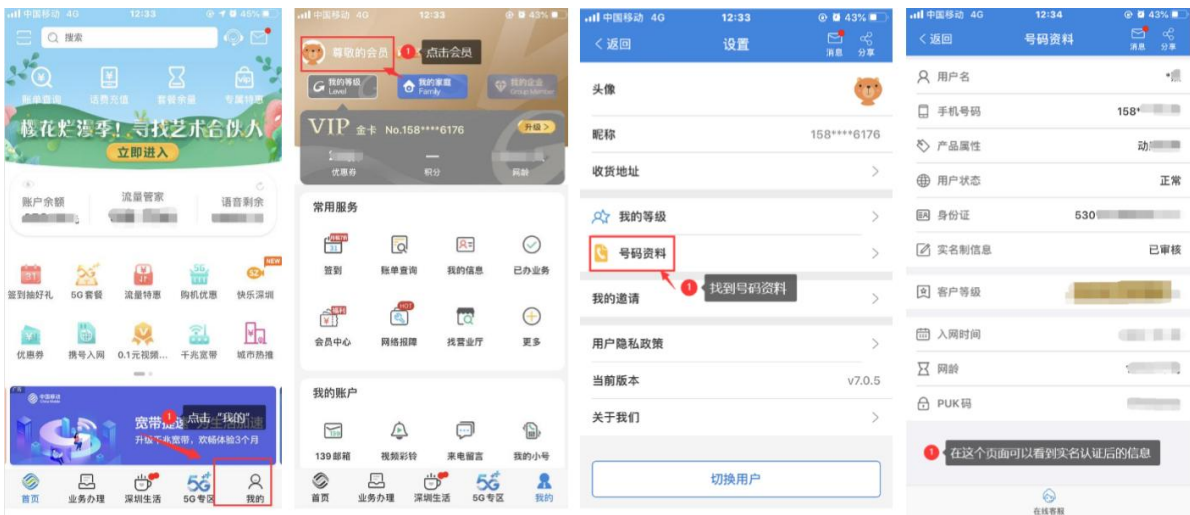 中国移动 4G 12:33 45%
搜索
账单查询 话费充值 套餐余量 专属特惠
樱花烂漫季！寻找艺术合伙人
立即进入
账户余额 流量管家 语音剩余
NEW
签到抽好礼 5G套餐 流量特惠 购机优惠 快乐深圳
优惠券 携号入网 0.1元视频... 千兆宽带 城市热推
广告
中国移动
China Mobile
1 点击“我的”
升级千兆宽带，欢畅体验3个月
首页 业务办理 深圳生活 5G专区 我的
中国移动 4G 12:33 43%
尊敬的会员 1 点击会员
我的等级 我的家庭 我的企业
Level Family Group Member
VIP 金卡 No.158****6176 升级 >
优惠券 积分 网龄
常用服务
签到 账单查询 我的信息 已办业务
福利 HOT
会员中心 网络报障 找营业厅 更多
我的账户
139邮箱 视频彩铃 来电留言 我的小号
首页 业务办理 深圳生活 5G专区 我的
中国移动 4G 12:33 43%
< 返回 设置 消息 分享
头像
昵称 158****6176
收货地址 >
我的等级 >
号码资料 >
1 找到号码资料
我的邀请 >
用户隐私政策 >
当前版本 v7.0.5
关于我们 >
切换用户
中国移动 4G 12:34 43%
< 返回 号码资料 消息 分享
用户名
手机号码 158*
产品属性 动
用户状态 正常
身份证 530
实名制信息 已审核
客户等级
入网时间
网龄
PUK码
1 在这个页面可以看到实名认证后的信息
在线客服